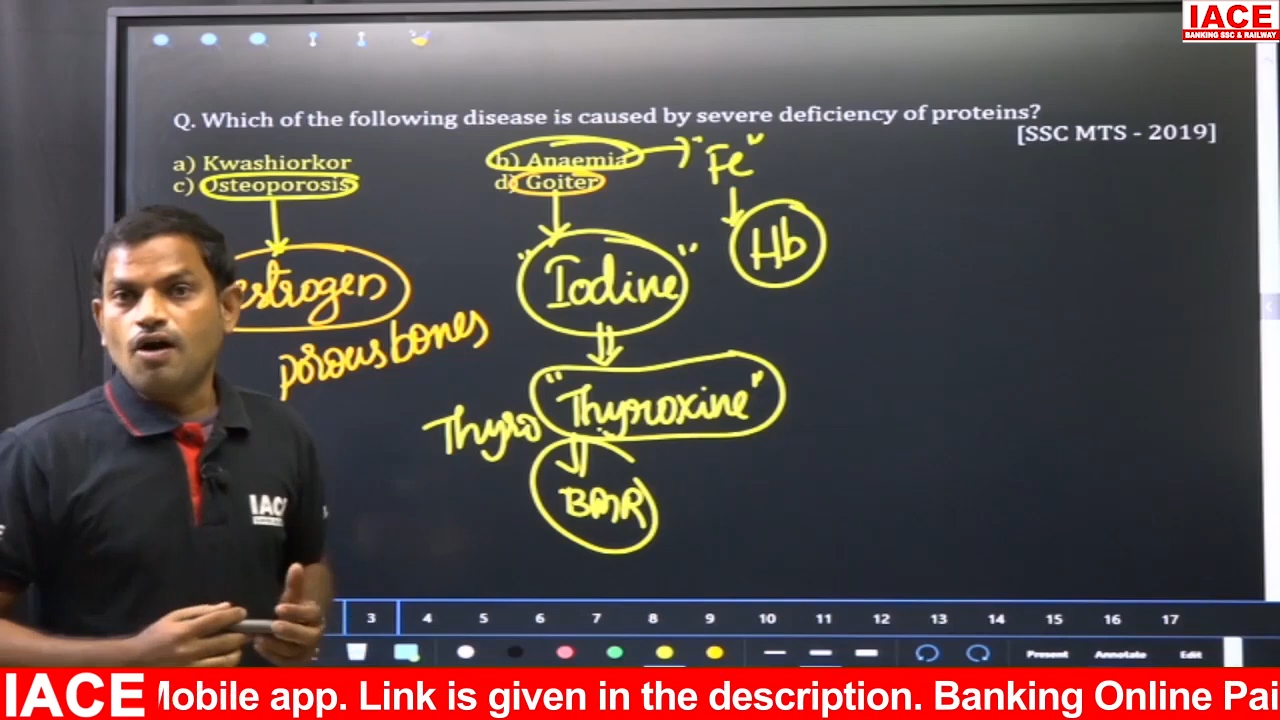 IACE
BANKING SSC & RAILWAY
Q. Which of the following disease is caused by severe deficiency of proteins?
[SSC MTS - 2019]
a) Kwashiorkor
b) Anaemia
"Fe"
c) Osteoporosis
d) Goiter
Hb
estrogen
"Iodine"
porous bones
"Thyroxine"
Thyro
BMR
IACE
3 4 5 6 7 8 9 10 11 12 13 14 15 16 17
Present Annotate Edit
IACE Mobile app. Link is given in the description. Banking Online Pai